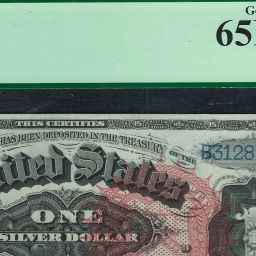 65
THIS CERTIFIES
HAS BEEN DEPOSITED IN THE TREASURY
OF THE
B3128
United States
ONE
SILVER DOLLAR